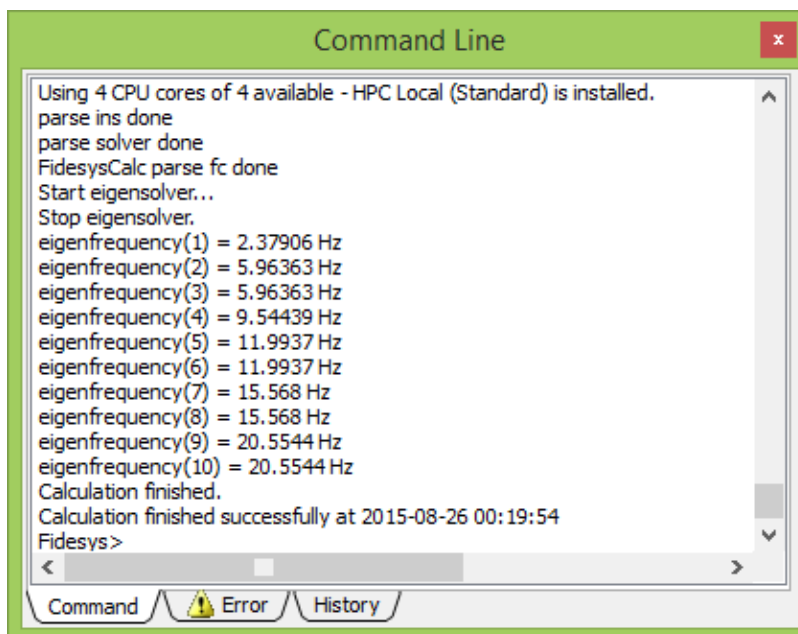 Command Line
x
Using 4 CPU cores of 4 available - HPC Local (Standard) is installed.
parse ins done
parse solver done
FidesysCalc parse fc done
Start eigensolver...
Stop eigensolver.
eigenfrequency(1) = 2.37906 Hz
eigenfrequency(2) = 5.96363 Hz
eigenfrequency(3) = 5.96363 Hz
eigenfrequency(4) = 9.54439 Hz
eigenfrequency(5) = 11.9937 Hz
eigenfrequency(6) = 11.9937 Hz
eigenfrequency(7) = 15.568 Hz
eigenfrequency(8) = 15.568 Hz
eigenfrequency(9) = 20.5544 Hz
eigenfrequency(10) = 20.5544 Hz
Calculation finished.
Calculation finished successfully at 2015-08-26 00:19:54
Fidesys>
Command Error History